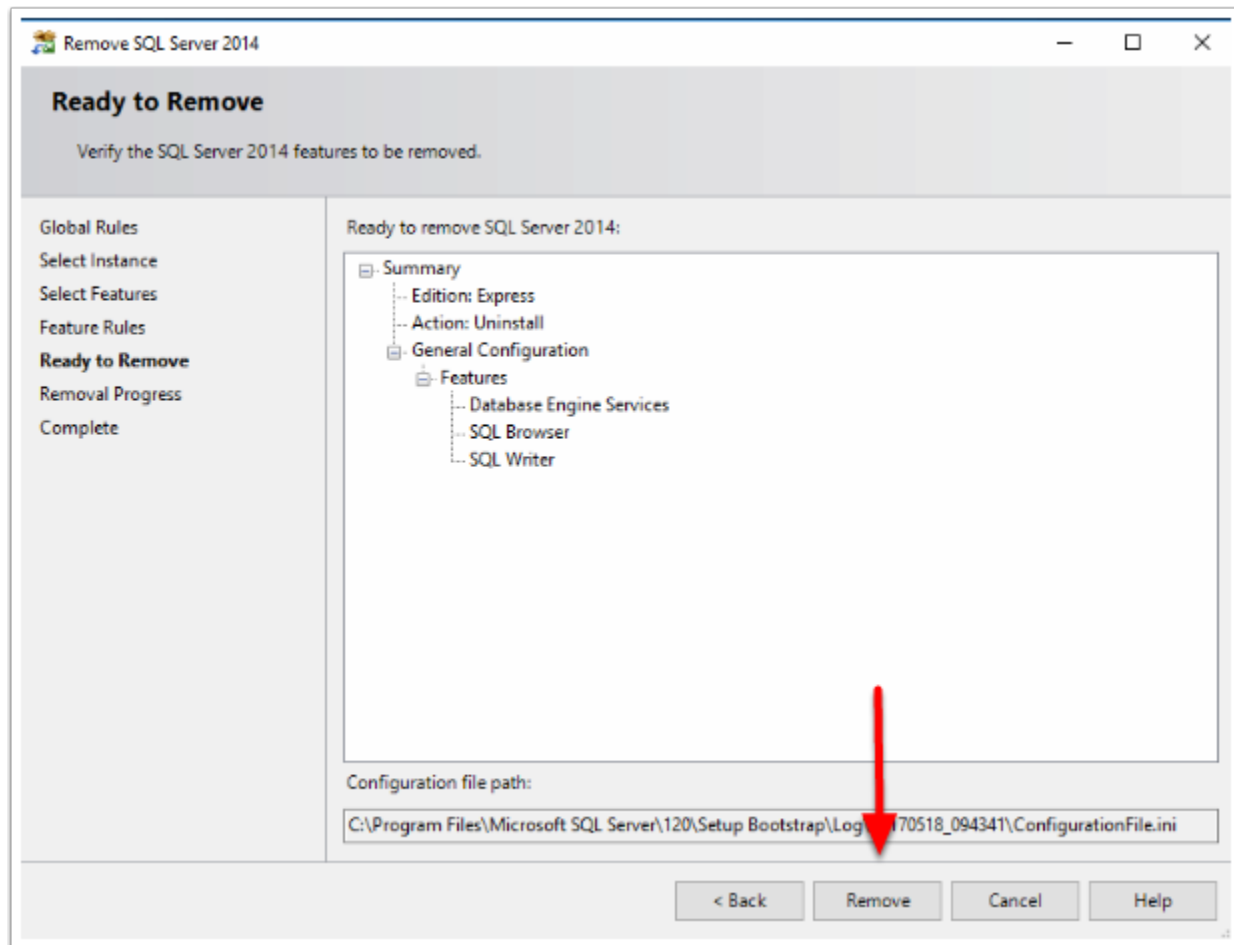 Remove SQL Server 2014
Ready to Remove
Verify the SQL Server 2014 features to be removed.
Global Rules
Select Instance
Select Features
Feature Rules
Ready to Remove
Removal Progress
Complete
Ready to remove SQL Server 2014:
Summary
Edition: Express
Action: Uninstall
General Configuration
Features
Database Engine Services
SQL Browser
SQL Writer
Configuration file path:
C:\Program Files\Microsoft SQL Server\120\Setup Bootstrap\Log 70518_094341\ConfigurationFile.ini
< Back
Remove
Cancel
Help